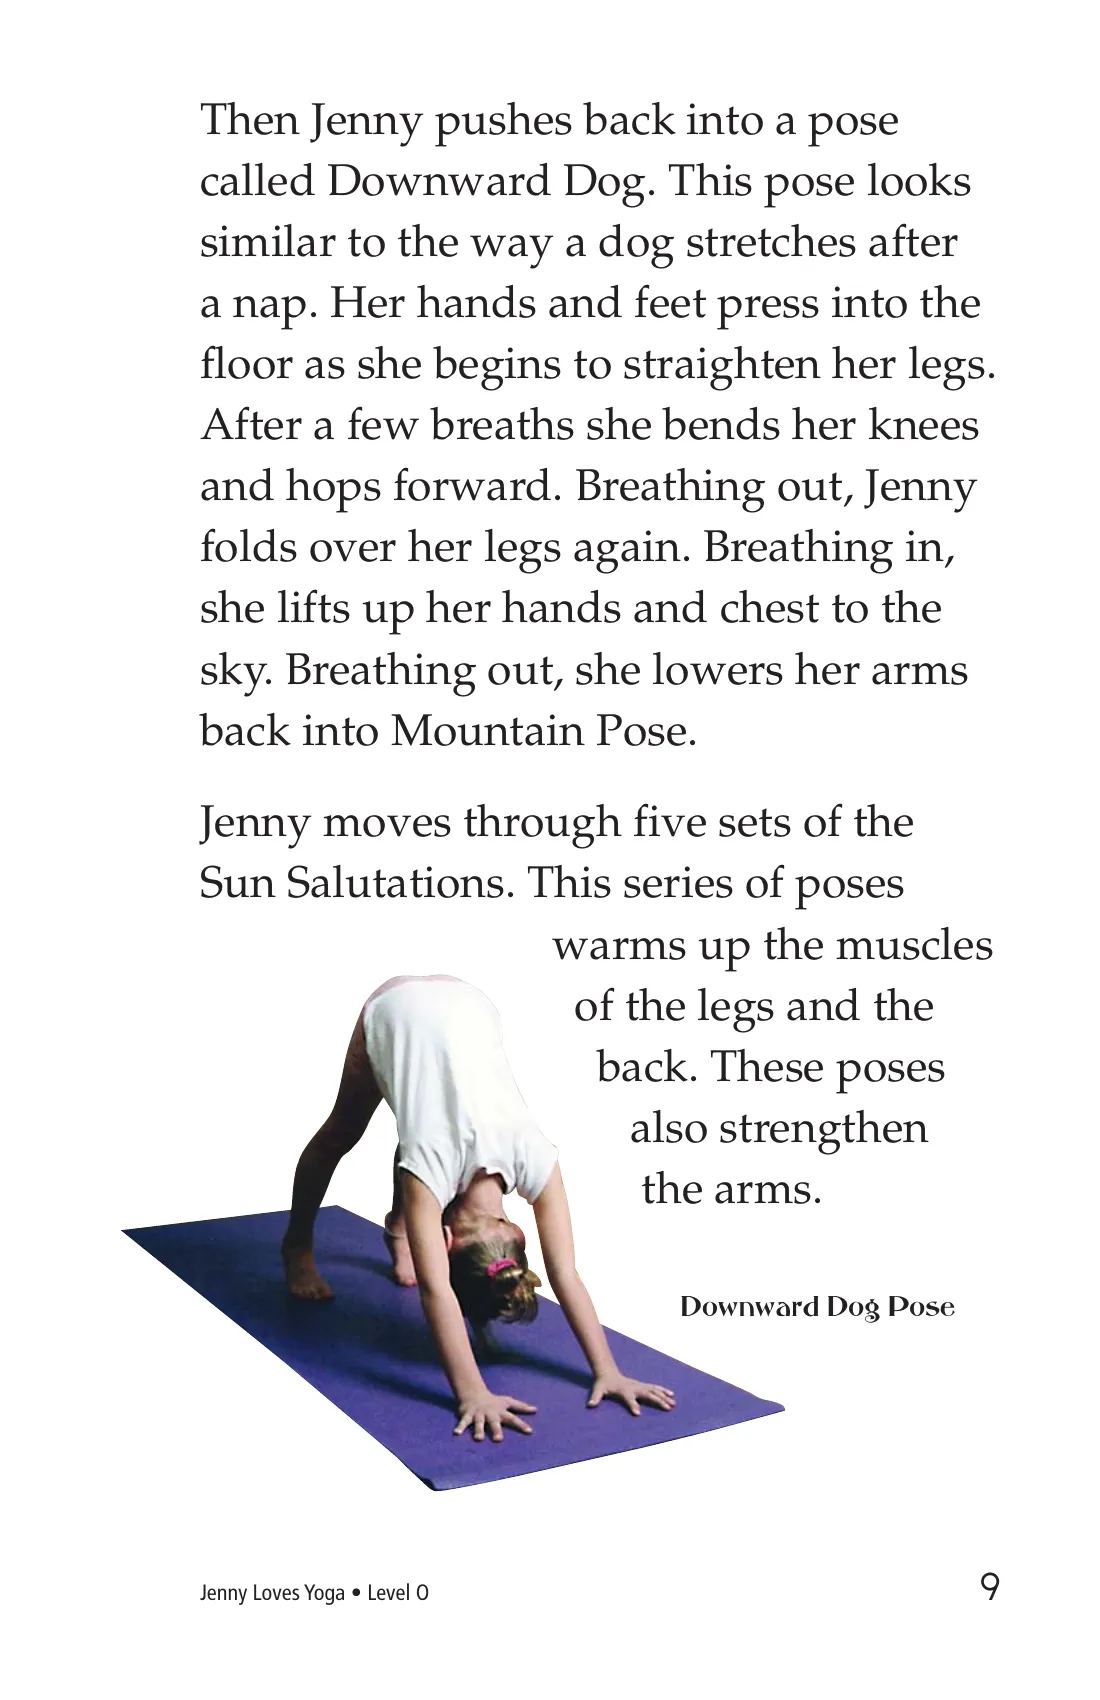 Then Jenny pushes back into a pose
called Downward Dog. This pose looks
similar to the way a dog stretches after
a nap. Her hands and feet press into the
floor as she begins to straighten her legs.
After a few breaths she bends her knees
and hops forward. Breathing out, Jenny
folds over her legs again. Breathing in,
she lifts up her hands and chest to the
sky. Breathing out, she lowers her arms
back into Mountain Pose.
Jenny moves through five sets of the
Sun Salutations. This series of poses
warms up the muscles
of the legs and the
back. These poses
also strengthen
the arms.
Downward Dog Pose
Jenny Loves Yoga • Level O
9